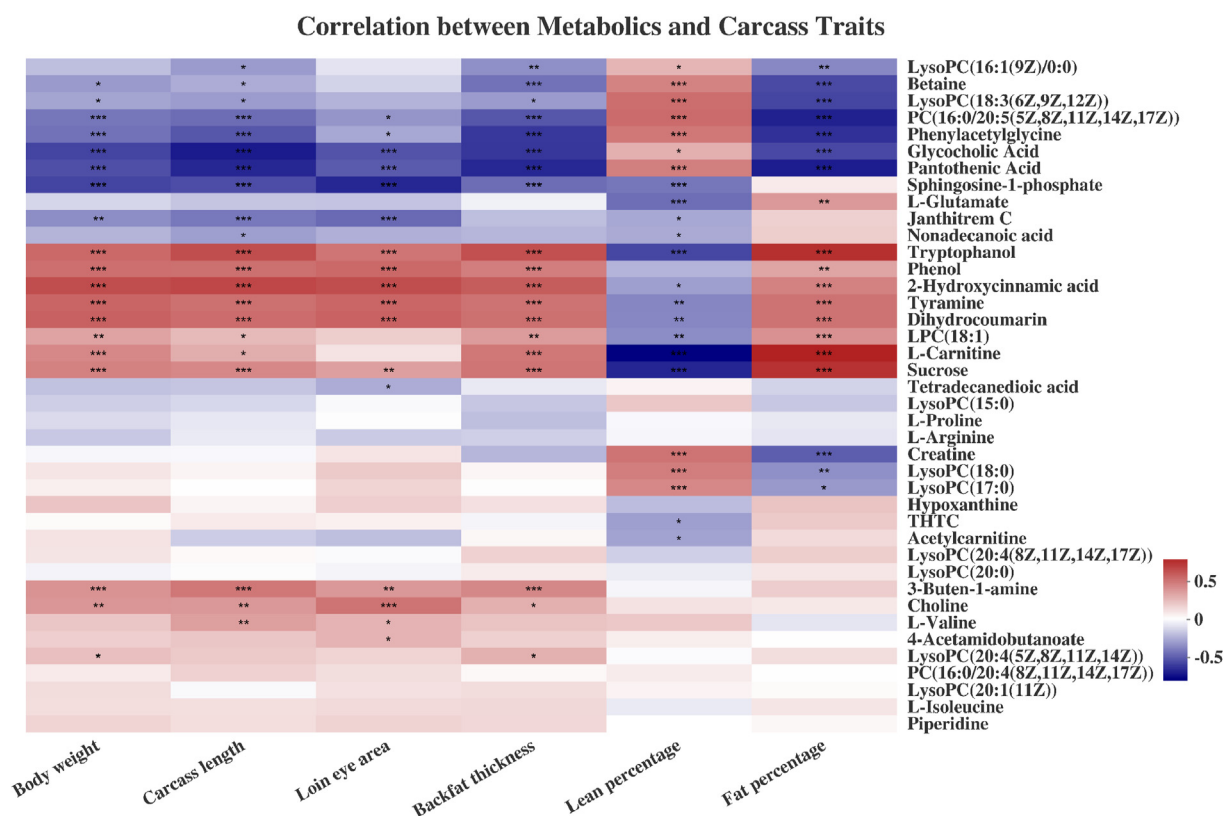 Correlation between Metabolics and Carcass Traits
* ** * ** LysoPC(16:1(9Z)/0:0)
* * *** *** *** Betaine
* * * *** *** LysoPC(18:3(6Z,9Z,12Z))
*** *** * *** *** *** PC(16:0/20:5(5Z,8Z,11Z,14Z,17Z))
*** *** * *** *** *** Phenylacetylglycine
*** *** *** *** * *** Glycocholic Acid
*** *** *** *** *** *** Pantothenic Acid
*** *** *** *** *** Sphingosine-1-phosphate
*** ** L-Glutamate
** *** *** * Janthitrem C
* * Nonadecanoic acid
*** *** *** *** *** *** Tryptophanol
*** *** *** *** ** Phenol
*** *** *** *** * *** 2-Hydroxycinnamic acid
*** *** *** *** ** *** Tyramine
*** *** *** *** ** *** Dihydrocoumarin
** * ** ** *** LPC(18:1)
*** * *** *** *** L-Carnitine
*** *** ** *** *** *** Sucrose
* Tetradecanedioic acid
LysoPC(15:0)
L-Proline
L-Arginine
*** *** Creatine
*** ** LysoPC(18:0)
*** * LysoPC(17:0)
Hypoxanthine
* THTC
* Acetylcarnitine
LysoPC(20:4(8Z,11Z,14Z,17Z))
LysoPC(20:0)
*** *** ** *** 3-Buten-1-amine
** ** *** * Choline
** * L-Valine
* 4-Acetamidobutanoate
* * LysoPC(20:4(5Z,8Z,11Z,14Z))
PC(16:0/20:4(8Z,11Z,14Z,17Z))
LysoPC(20:1(11Z))
L-Isoleucine
Piperidine
0.5
0
-0.5
Body weight
Carcass length
Loin eye area
Backfat thickness
Lean percentage
Fat percentage